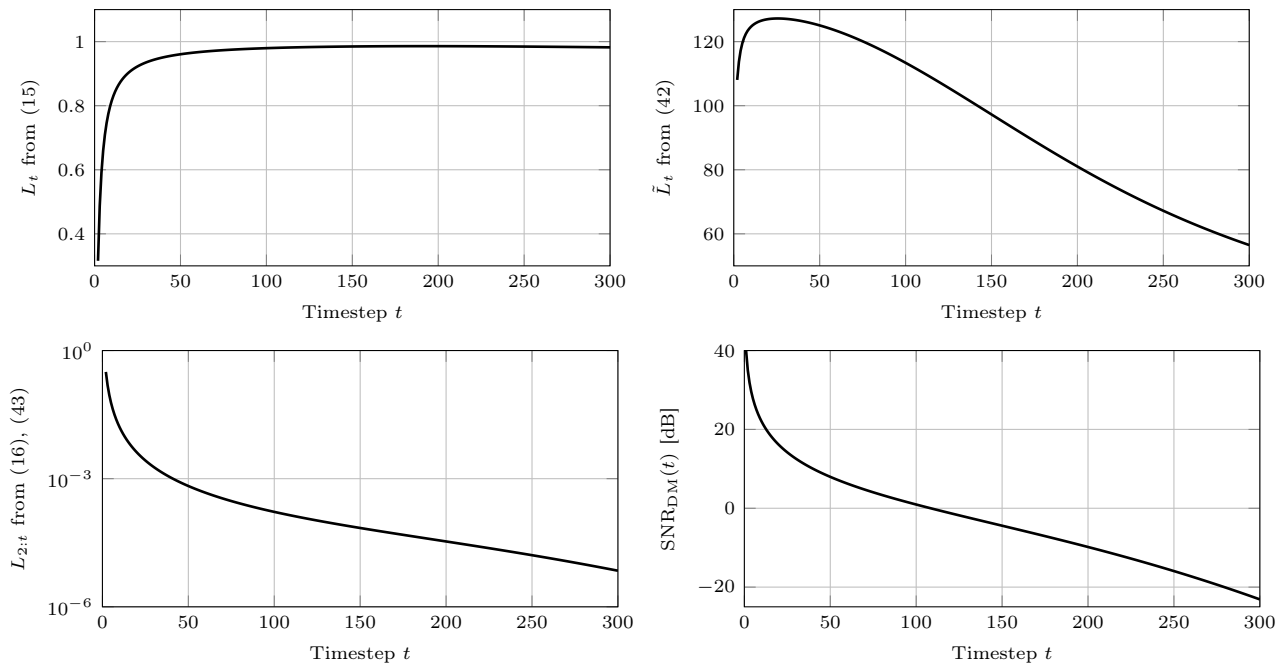 1
0.8
0.6
0.4
L_t from (15)
0 50 100 150 200 250 300
Timestep t
120
100
80
60
L̃_t from (42)
0 50 100 150 200 250 300
Timestep t
10^0
10^−3
10^−6
L_{2:t} from (16), (43)
0 50 100 150 200 250 300
Timestep t
40
20
0
−20
SNR_DM(t) [dB]
0 50 100 150 200 250 300
Timestep t